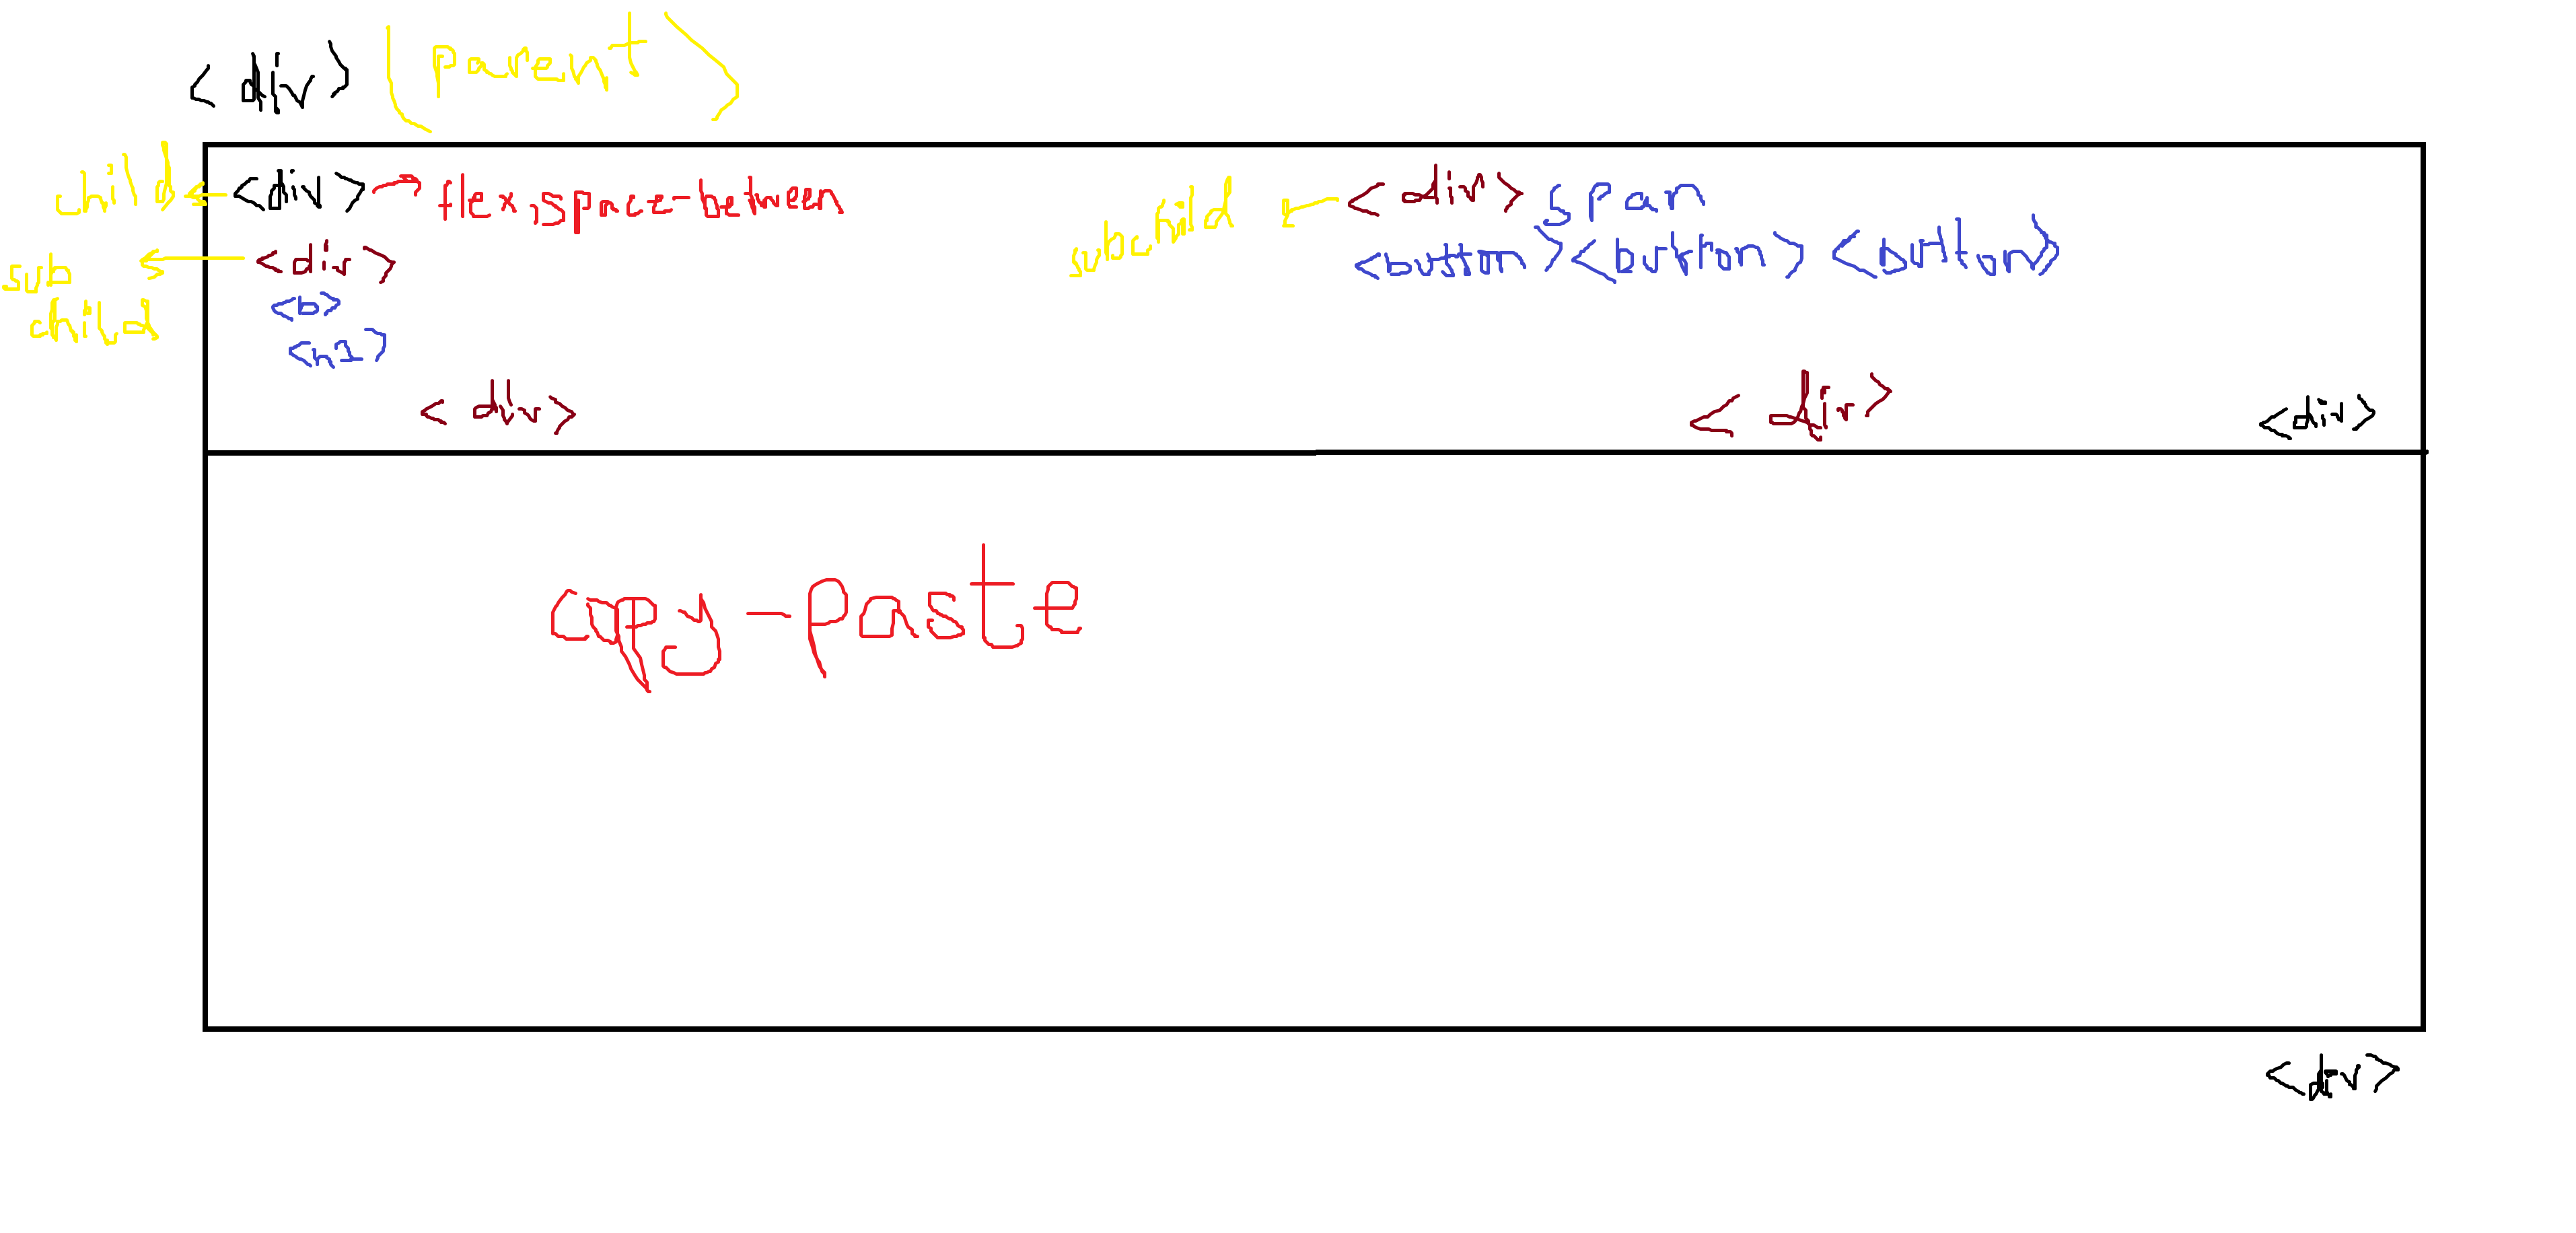 <div> (parent)
child <div> flex, space-between
subchild <div> span
sub child <div>
<button> <button> <button>
<b>
<h1>
<div>
<div>
<div>
copy-paste
<div>